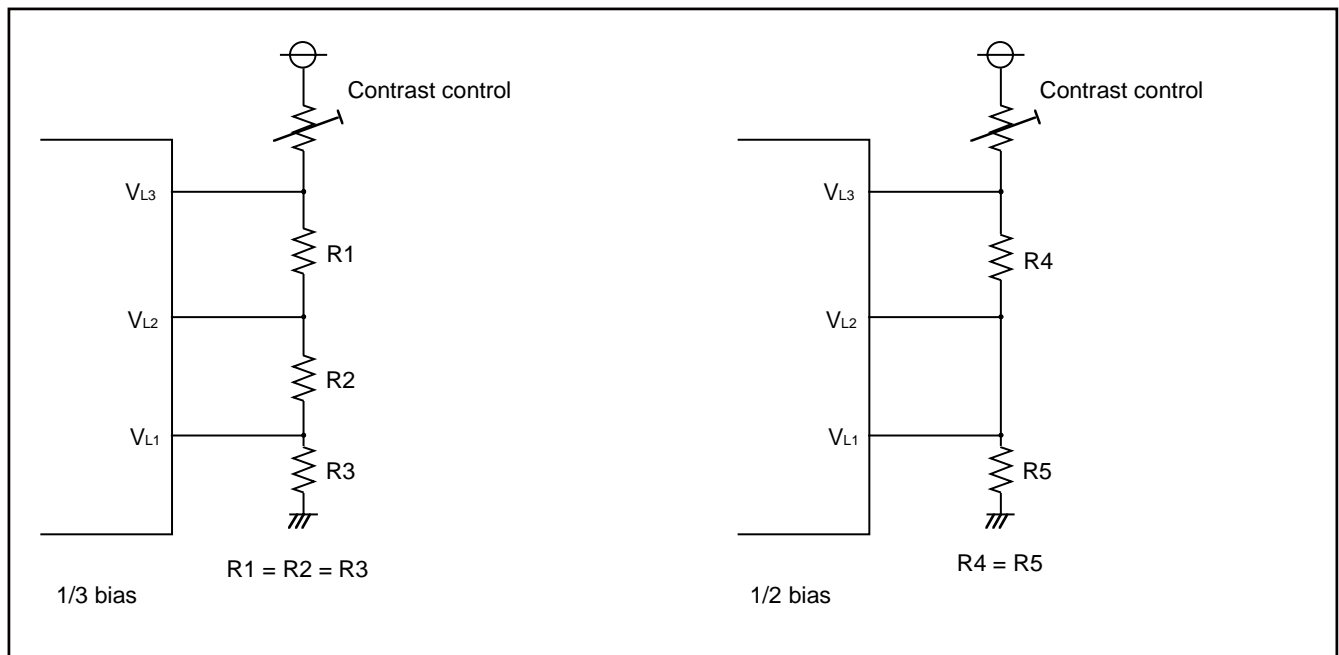 Contrast control
VL3
R1
VL2
R2
VL1
R3
R1 = R2 = R3
1/3 bias
Contrast control
VL3
R4
VL2
VL1
R5
R4 = R5
1/2 bias